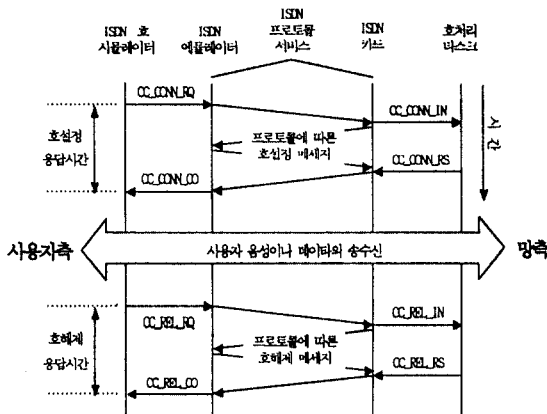 ISDN 호
시뮬레이터
ISDN
에뮬레이터
ISDN
프로토콜
서비스
ISDN
카드
호처리
타스크
CC_CONN_RQ
CC_CONN_IN
시간
호설정
응답시간
프로토콜에 따른
호설정 메세지
CC_CONN_RS
CC_CONN_CO
사용자측
사용자 음성이나 데이타의 송수신
망측
CC_REL_RQ
CC_REL_IN
호해제
응답시간
프로토콜에 따른
호해제 메세지
CC_REL_RS
CC_REL_CO